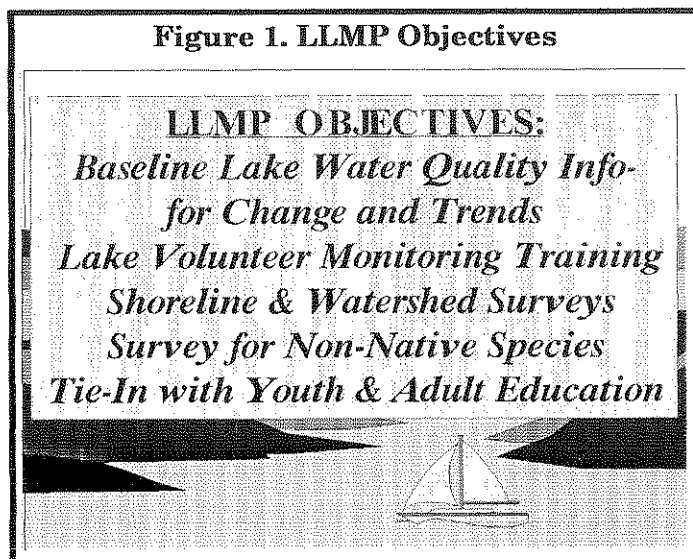 Figure 1. LLMP Objectives
LLMP OBJECTIVES:
Baseline Lake Water Quality Info-
for Change and Trends
Lake Volunteer Monitoring Training
Shoreline & Watershed Surveys
Survey for Non-Native Species
Tie-In with Youth & Adult Education